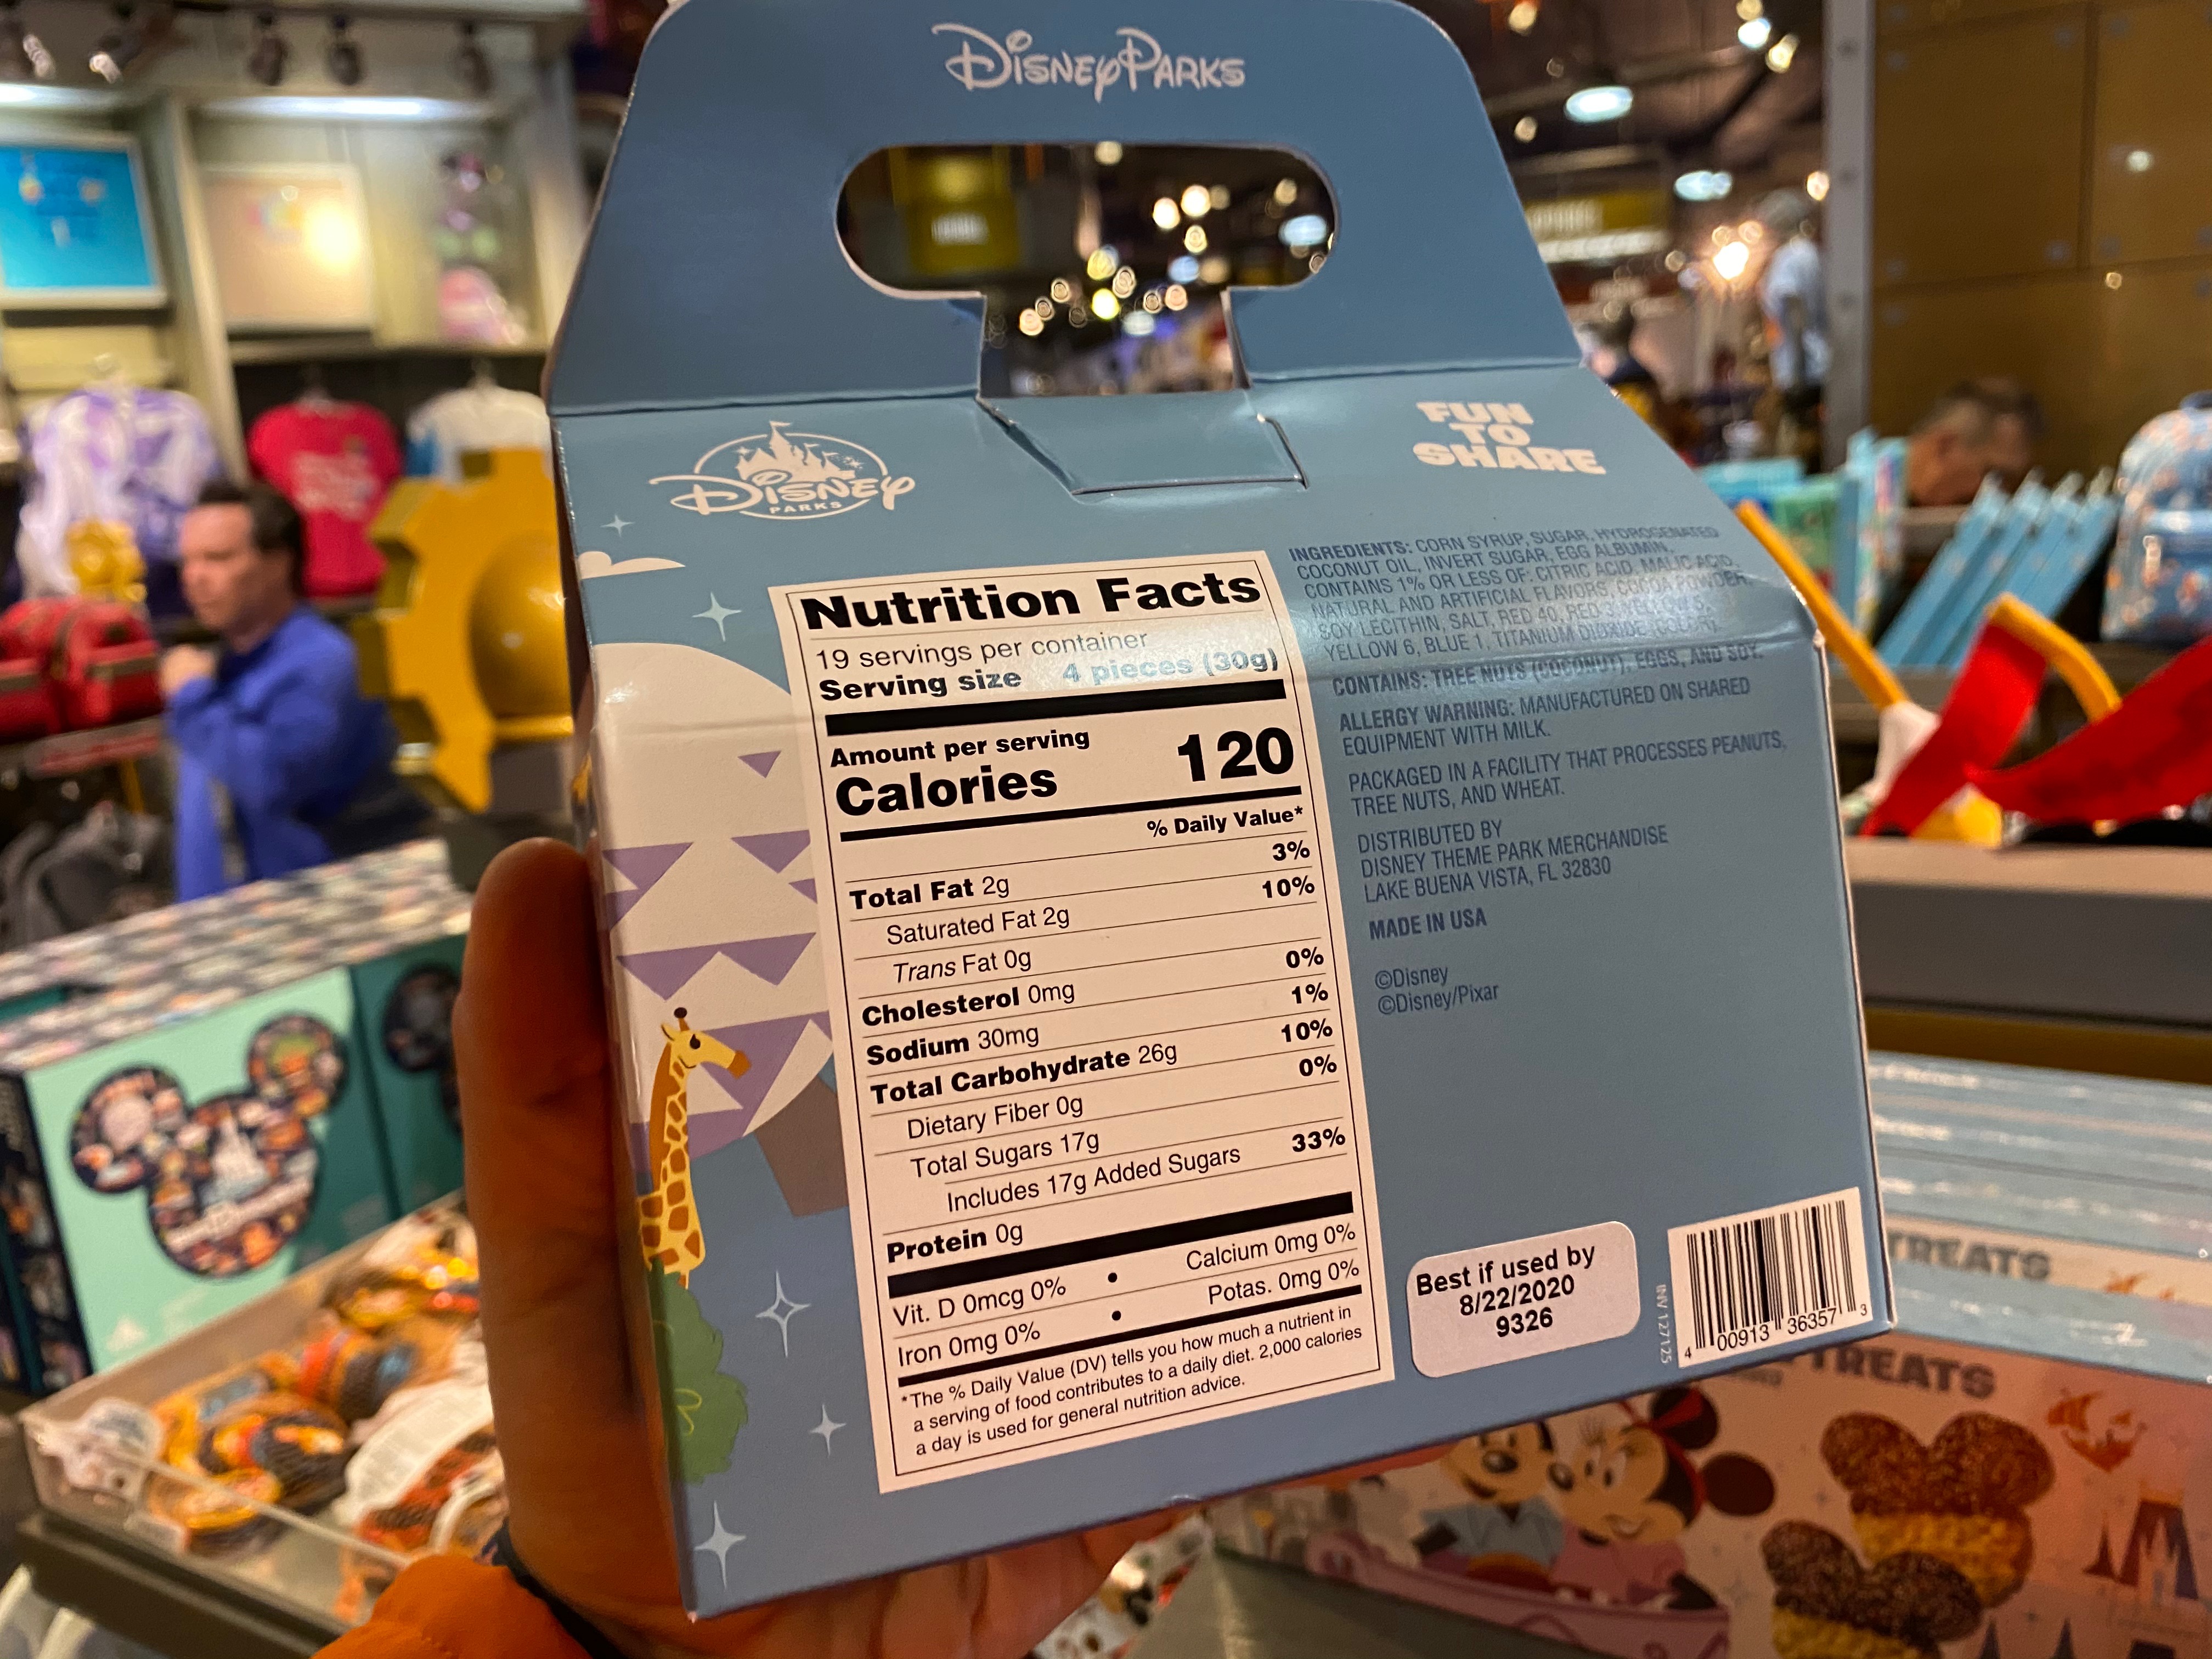 DISNEY PARKS
DISNEY
PARKS
FUN
TO
SHARE
Nutrition Facts
19 servings per container
Serving size 4 pieces (30g)
Amount per serving
Calories 120
% Daily Value*
Total Fat 2g 3%
Saturated Fat 2g 10%
Trans Fat 0g
Cholesterol 0mg 0%
Sodium 30mg 1%
Total Carbohydrate 26g 10%
Dietary Fiber 0g 0%
Total Sugars 17g
Includes 17g Added Sugars 33%
Protein 0g
Vit. D 0mcg 0% • Calcium 0mg 0%
Iron 0mg 0% • Potas. 0mg 0%
*The % Daily Value (DV) tells you how much a nutrient in
a serving of food contributes to a daily diet. 2,000 calories
a day is used for general nutrition advice.
INGREDIENTS: CORN SYRUP, SUGAR, HYDROGENATED
COCONUT OIL, INVERT SUGAR, EGG ALBUMIN.
CONTAINS 1% OR LESS OF: CITRIC ACID, MALIC ACID,
NATURAL AND ARTIFICIAL FLAVORS, COCOA POWDER,
SOY LECITHIN, SALT, RED 40, RED 3, YELLOW 5,
YELLOW 6, BLUE 1, TITANIUM DIOXIDE (COLOR).
CONTAINS: TREE NUTS (COCONUT), EGGS, AND SOY.
ALLERGY WARNING: MANUFACTURED ON SHARED
EQUIPMENT WITH MILK.
PACKAGED IN A FACILITY THAT PROCESSES PEANUTS,
TREE NUTS, AND WHEAT.
DISTRIBUTED BY
DISNEY THEME PARK MERCHANDISE
LAKE BUENA VISTA, FL 32830
MADE IN USA
©Disney
©Disney/Pixar
Best if used by
8/22/2020
9326
INV 127125
4 00913 36357 3
TREATS
TREATS